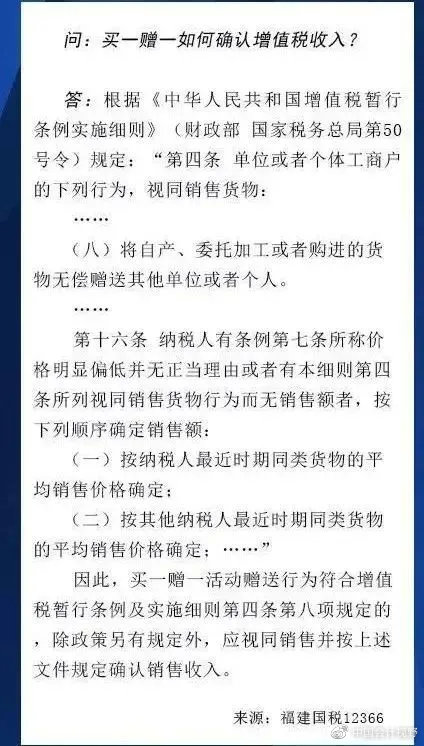 问：买一赠一如何确认增值税收入？
答：根据《中华人民共和国增值税暂行
条例实施细则》（财政部 国家税务总局第50
号令）规定：“第四条 单位或者个体工商户
的下列行为，视同销售货物：
……
（八）将自产、委托加工或者购进的货
物无偿赠送其他单位或者个人。
……
第十六条 纳税人有条例第七条所称价
格明显偏低并无正当理由或者有本细则第四
条所列视同销售货物行为而无销售额者，按
下列顺序确定销售额：
（一）按纳税人最近时期同类货物的平
均销售价格确定；
（二）按其他纳税人最近时期同类货物
的平均销售价格确定；……”
因此，买一赠一活动赠送行为符合增值
税暂行条例及实施细则第四条第八项规定的
，除政策另有规定外，应视同销售并按上述
文件规定确认销售收入。
来源：福建国税12366
@中国会计视野